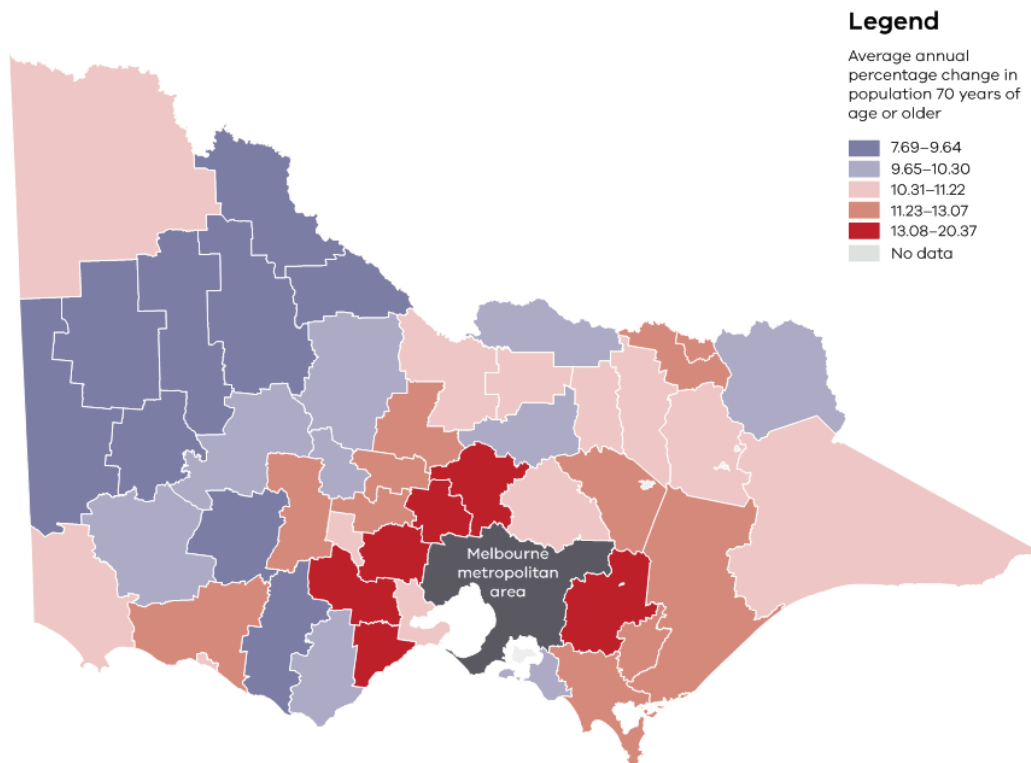 Legend
Average annual
percentage change in
population 70 years of
age or older
7.69–9.64
9.65–10.30
10.31–11.22
11.23–13.07
13.08–20.37
No data
Melbourne
metropolitan
area